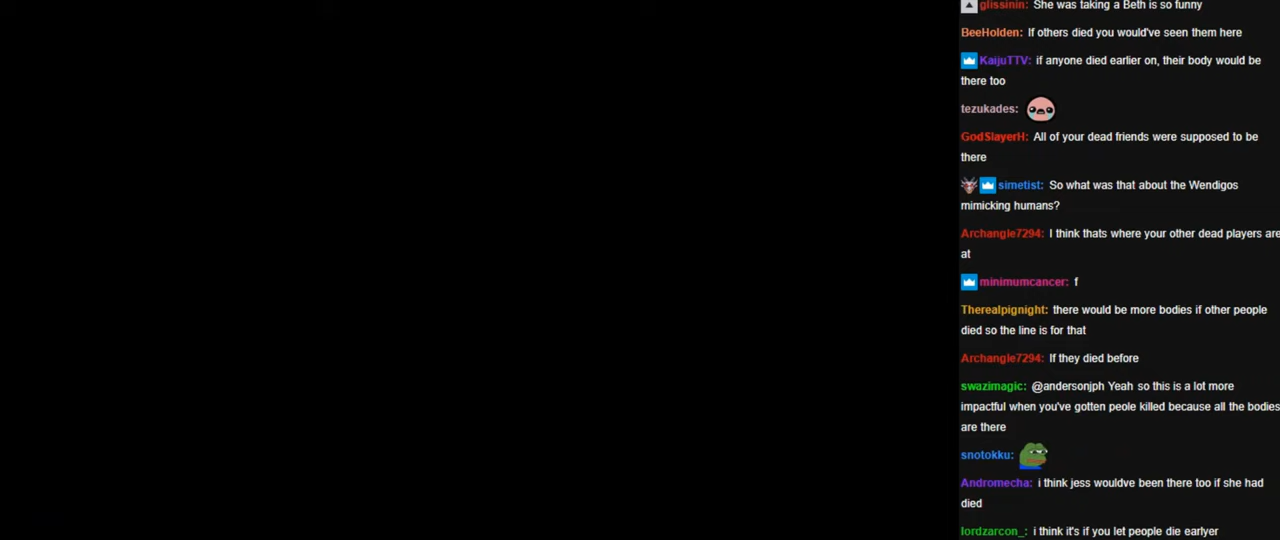 glissinin: She was taking a Beth is so funny
BeeHolden: If others died you would've seen them here
KaijuTTV: if anyone died earlier on, their body would be
there too
tezukades:
GodSlayerH: All of your dead friends were supposed to be
there
simetist: So what was that about the Wendigos
mimicking humans?
Archangle7294: I think thats where your other dead players are
at
minimumcancer: f
Therealpignight: there would be more bodies if other people
died so the line is for that
Archangle7294: If they died before
swazimagic: @andersonjph Yeah so this is a lot more
impactful when you've gotten peole killed because all the bodies
are there
snotokku:
Andromecha: i think jess wouldve been there too if she had
died
lordzarcon_: i think it's if you let people die earlyer